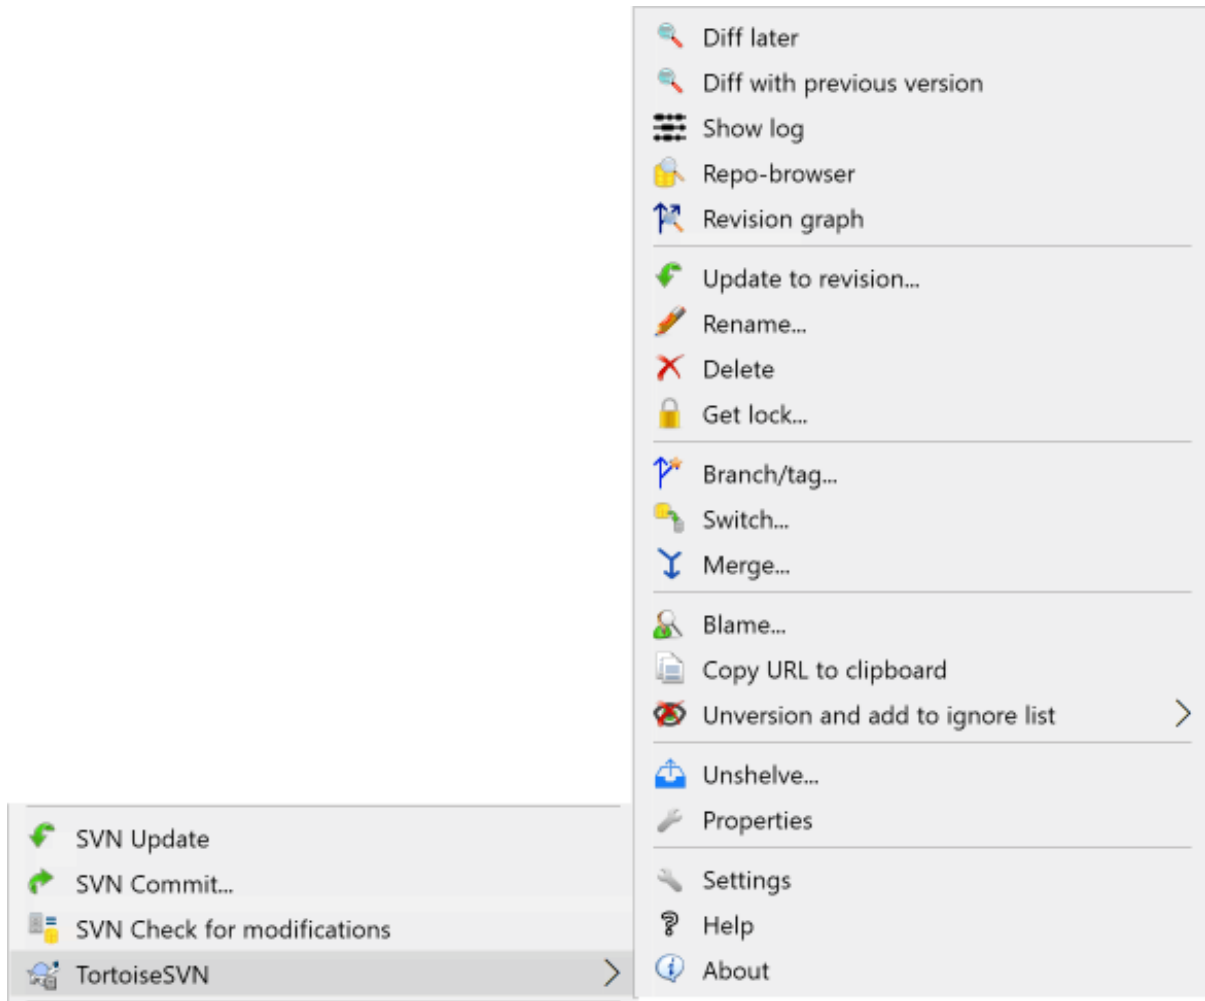 Diff later
Diff with previous version
Show log
Repo-browser
Revision graph
Update to revision...
Rename...
Delete
Get lock...
Branch/tag...
Switch...
Merge...
Blame...
Copy URL to clipboard
Unversion and add to ignore list
Unshelve...
Properties
Settings
Help
About
SVN Update
SVN Commit...
SVN Check for modifications
TortoiseSVN